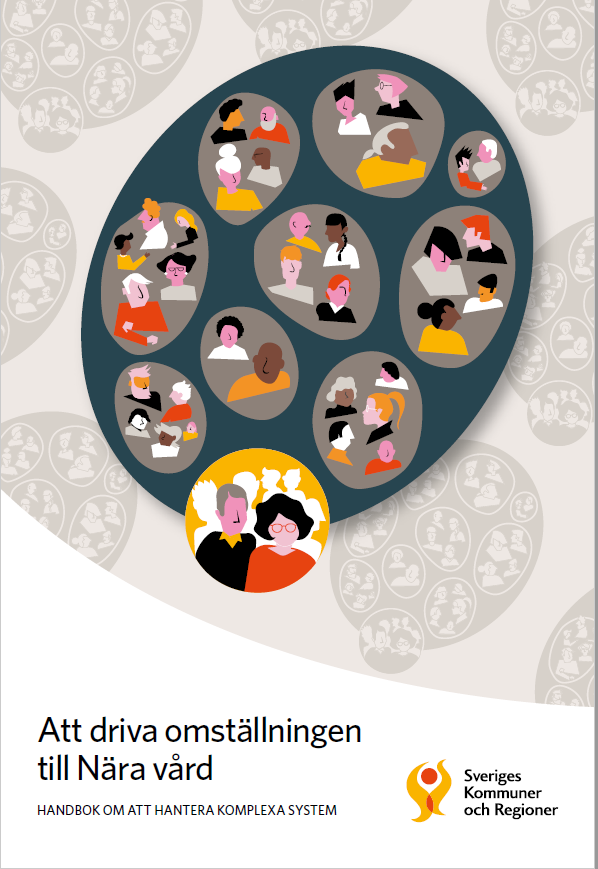 Att driva omställningen
till Nära vård
HANDBOK OM ATT HANTERA KOMPLEXA SYSTEM
Sveriges
Kommuner
och Regioner